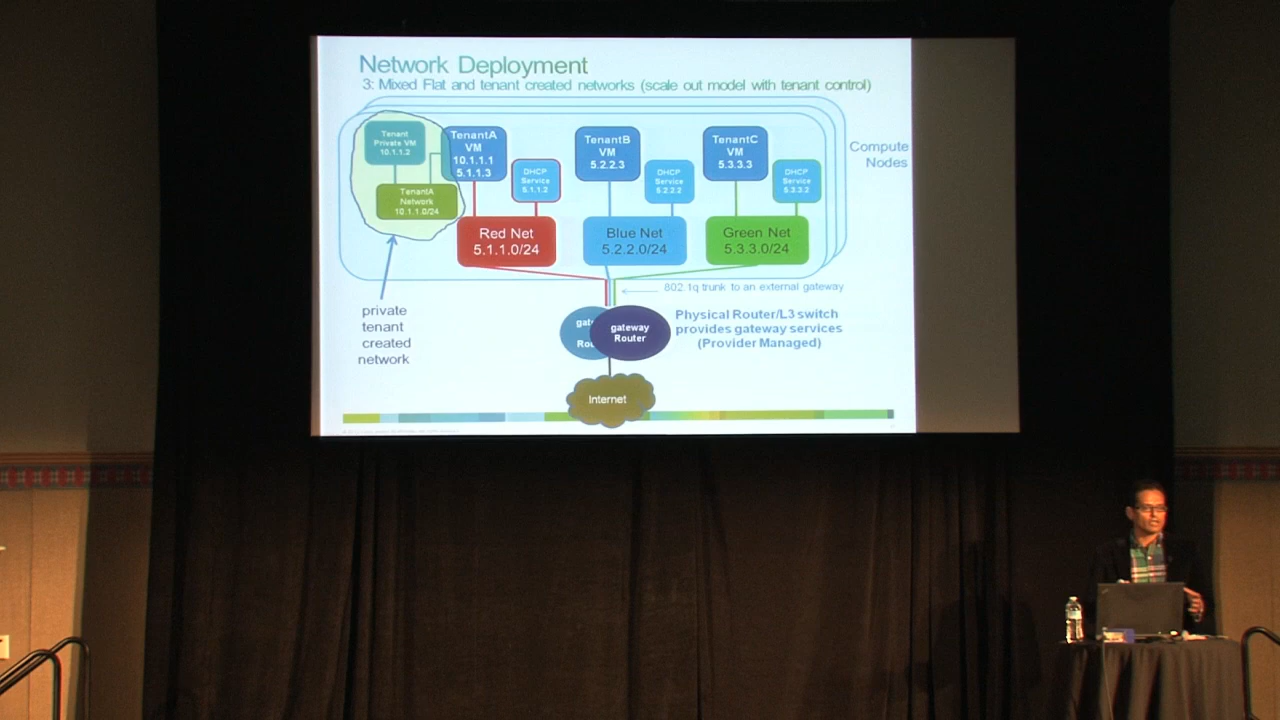 Network Deployment
3: Mixed Flat and tenant created networks (scale out model with tenant control)
Tenant
Private VM
10.1.1.2
TenantA
VM
10.1.1.1
5.1.1.3
DHCP
Service
5.1.1.2
TenantB
VM
5.2.2.3
DHCP
Service
5.2.2.2
TenantC
VM
5.3.3.3
DHCP
Service
5.3.3.2
Compute
Nodes
TenantA
Network
10.1.1.0/24
Red Net
5.1.1.0/24
Blue Net
5.2.2.0/24
Green Net
5.3.3.0/24
802.1q trunk to an external gateway
private
tenant
created
network
gat
Rou
gateway
Router
Physical Router/L3 switch
provides gateway services
(Provider Managed)
Internet